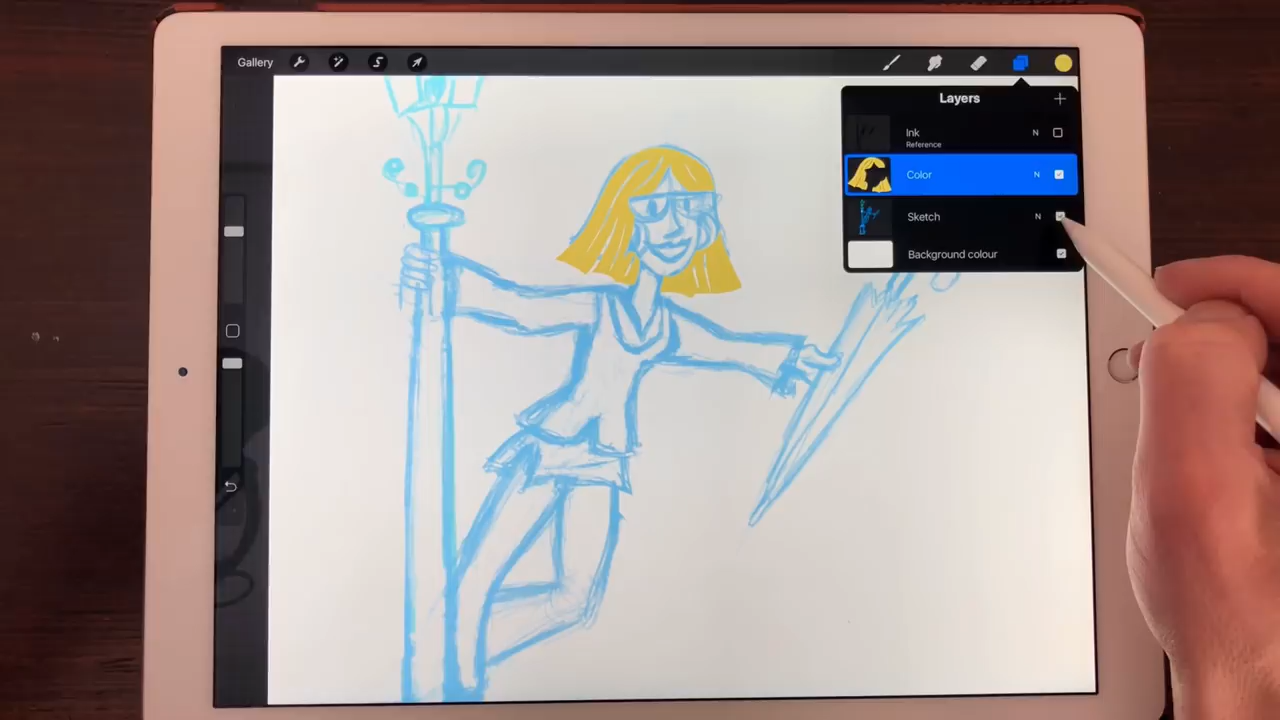 Gallery
Layers
Ink N
Reference
Color N
Sketch N
Background colour